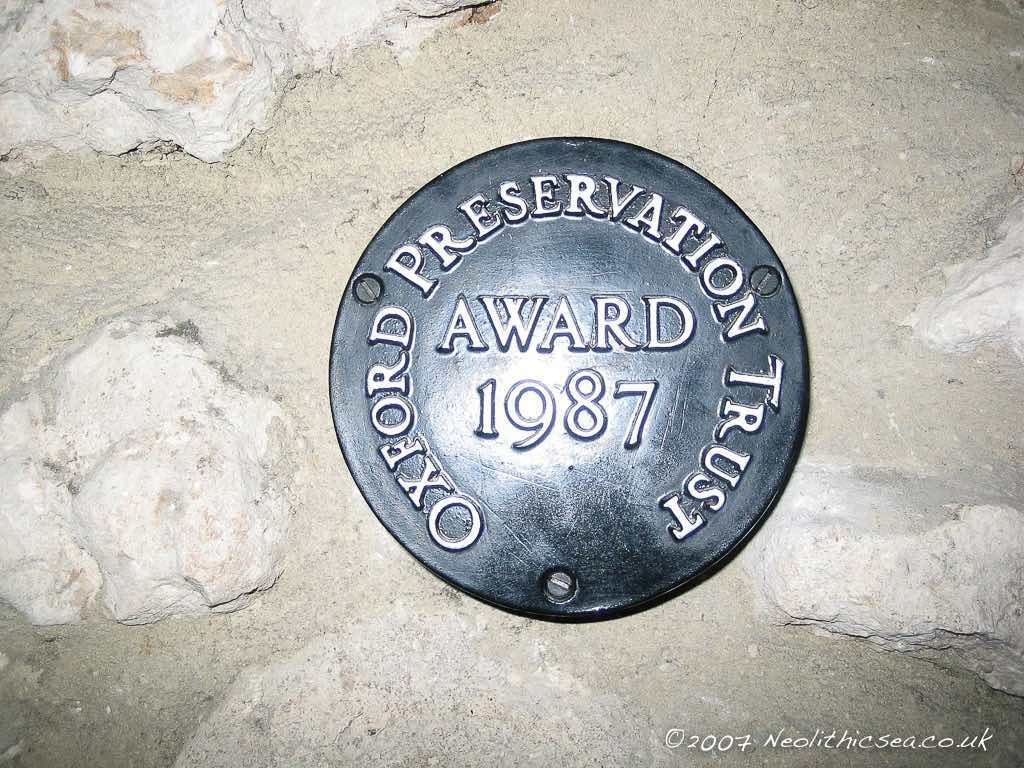 OXFORD PRESERVATION TRUST
AWARD
1987
©2007 Neolithicsea.co.uk